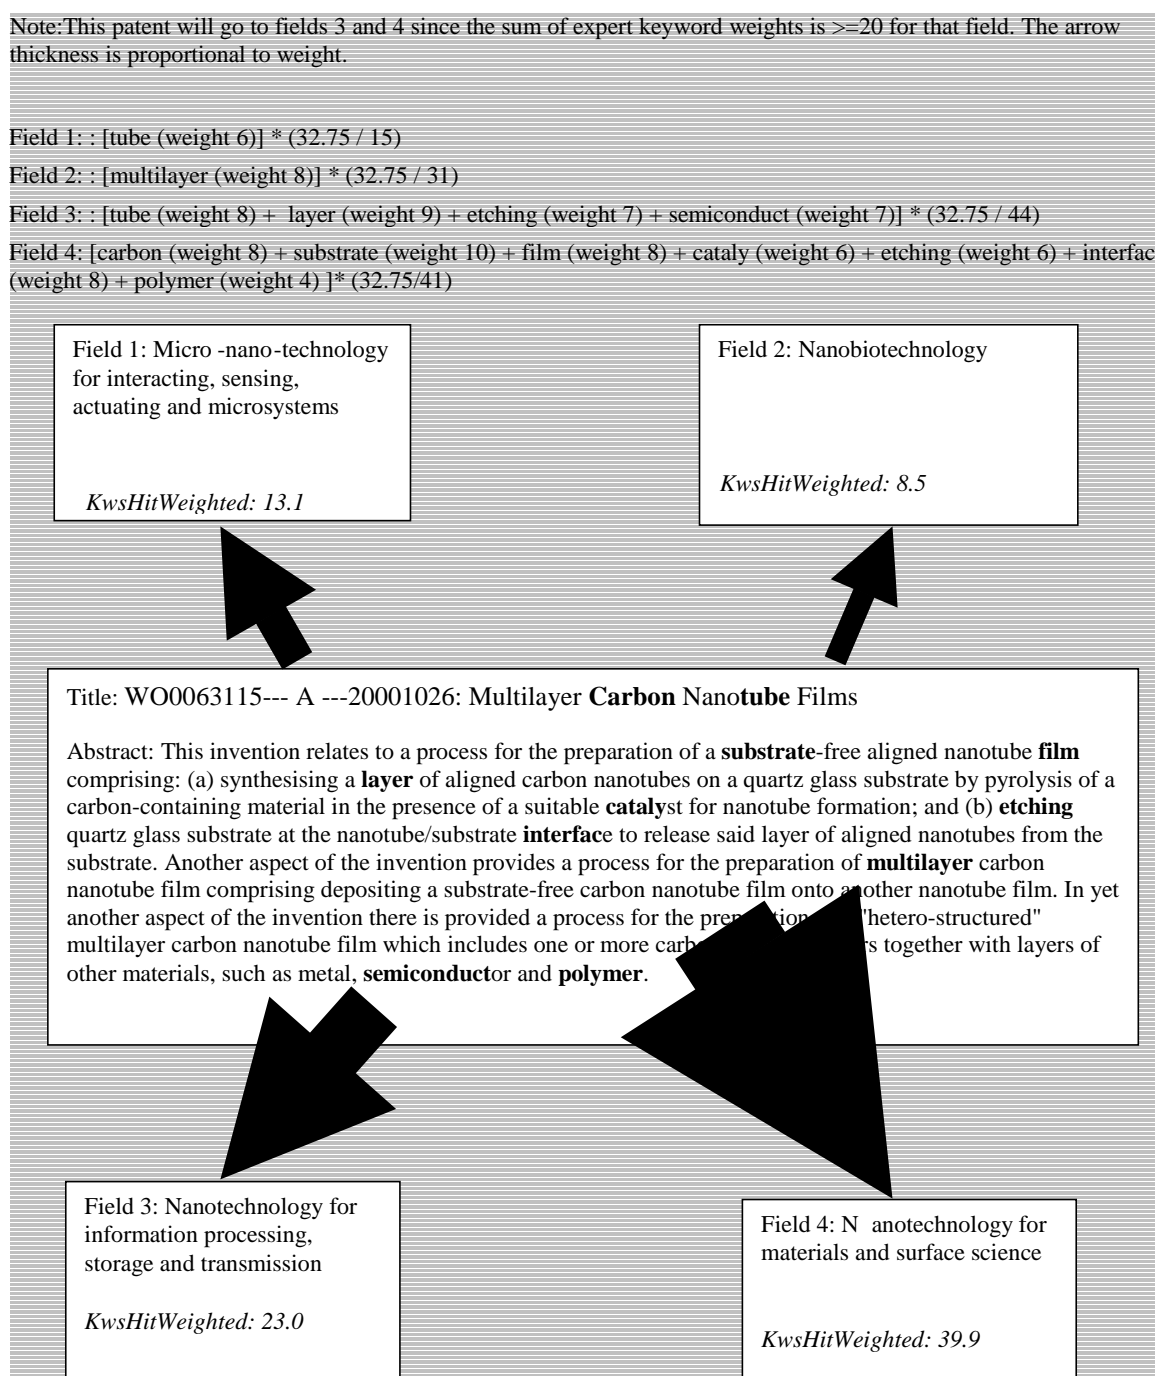 Note:This patent will go to fields 3 and 4 since the sum of expert keyword weights is >=20 for that field. The arrow
thickness is proportional to weight.
Field 1: : [tube (weight 6)] * (32.75 / 15)
Field 2: : [multilayer (weight 8)] * (32.75 / 31)
Field 3: : [tube (weight 8) + layer (weight 9) + etching (weight 7) + semiconduct (weight 7)] * (32.75 / 44)
Field 4: [carbon (weight 8) + substrate (weight 10) + film (weight 8) + cataly (weight 6) + etching (weight 6) + interfac
(weight 8) + polymer (weight 4) ]* (32.75/41)
Field 1: Micro -nano-technology
for interacting, sensing,
actuating and microsystems
KwsHitWeighted: 13.1
Field 2: Nanobiotechnology
KwsHitWeighted: 8.5
Title: WO0063115--- A ---20001026: Multilayer Carbon Nanotube Films
Abstract: This invention relates to a process for the preparation of a substrate-free aligned nanotube film
comprising: (a) synthesising a layer of aligned carbon nanotubes on a quartz glass substrate by pyrolysis of a
carbon-containing material in the presence of a suitable catalyst for nanotube formation; and (b) etching
quartz glass substrate at the nanotube/substrate interface to release said layer of aligned nanotubes from the
substrate. Another aspect of the invention provides a process for the preparation of multilayer carbon
nanotube film comprising depositing a substrate-free carbon nanotube film onto another nanotube film. In yet
another aspect of the invention there is provided a process for the "hetero-structured"
multilayer carbon nanotube film which includes one or more together with layers of
other materials, such as metal, semiconductor and polymer.
Field 3: Nanotechnology for
information processing,
storage and transmission
KwsHitWeighted: 23.0
Field 4: N anotechnology for
materials and surface science
KwsHitWeighted: 39.9